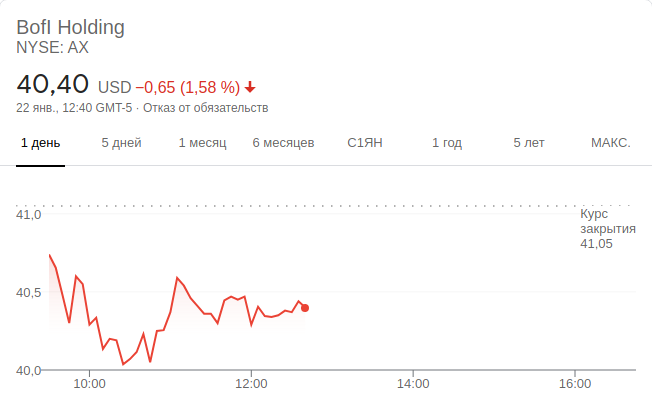 BofI Holding
NYSE: AX
40,40 USD −0,65 (1,58 %)
22 янв., 12:40 GMT-5 · Отказ от обязательств
1 день 5 дней 1 месяц 6 месяцев С1ЯН 1 год 5 лет МАКС.
41,0
Курс
закрытия
41,05
40,5
40,0
10:00 12:00 14:00 16:00